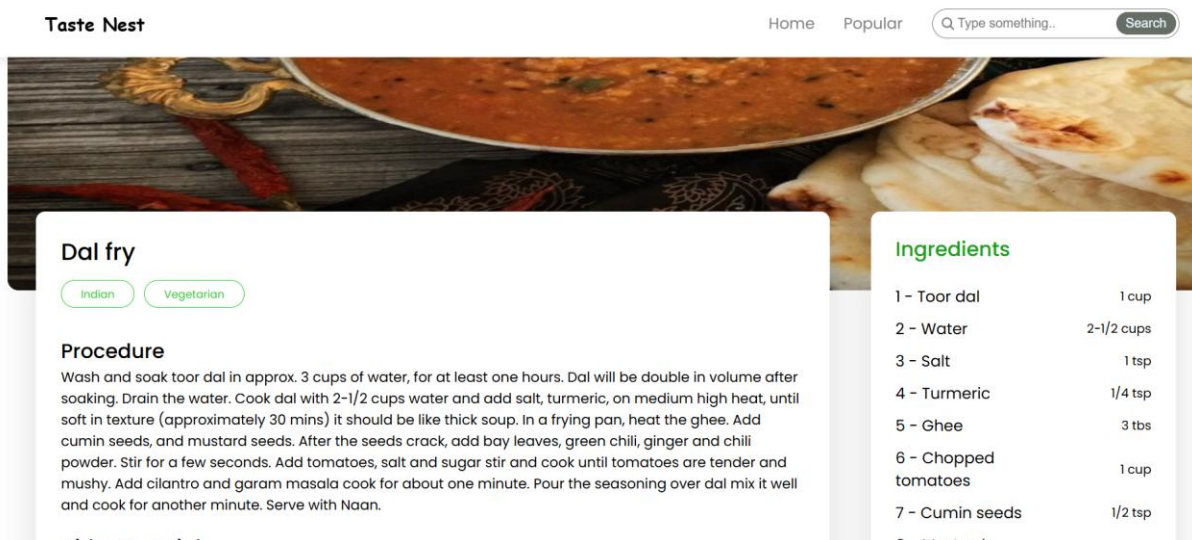 Taste Nest
Home Popular Type something.. Search
Dal fry
Indian Vegetarian
Procedure
Wash and soak toor dal in approx. 3 cups of water, for at least one hours. Dal will be double in volume after
soaking. Drain the water. Cook dal with 2-1/2 cups water and add salt, turmeric, on medium high heat, until
soft in texture (approximately 30 mins) it should be like thick soup. In a frying pan, heat the ghee. Add
cumin seeds, and mustard seeds. After the seeds crack, add bay leaves, green chili, ginger and chili
powder. Stir for a few seconds. Add tomatoes, salt and sugar stir and cook until tomatoes are tender and
mushy. Add cilantro and garam masala cook for about one minute. Pour the seasoning over dal mix it well
and cook for another minute. Serve with Naan.
Ingredients
1 - Toor dal 1 cup
2 - Water 2-1/2 cups
3 - Salt 1 tsp
4 - Turmeric 1/4 tsp
5 - Ghee 3 tbs
6 - Chopped
tomatoes 1 cup
7 - Cumin seeds 1/2 tsp